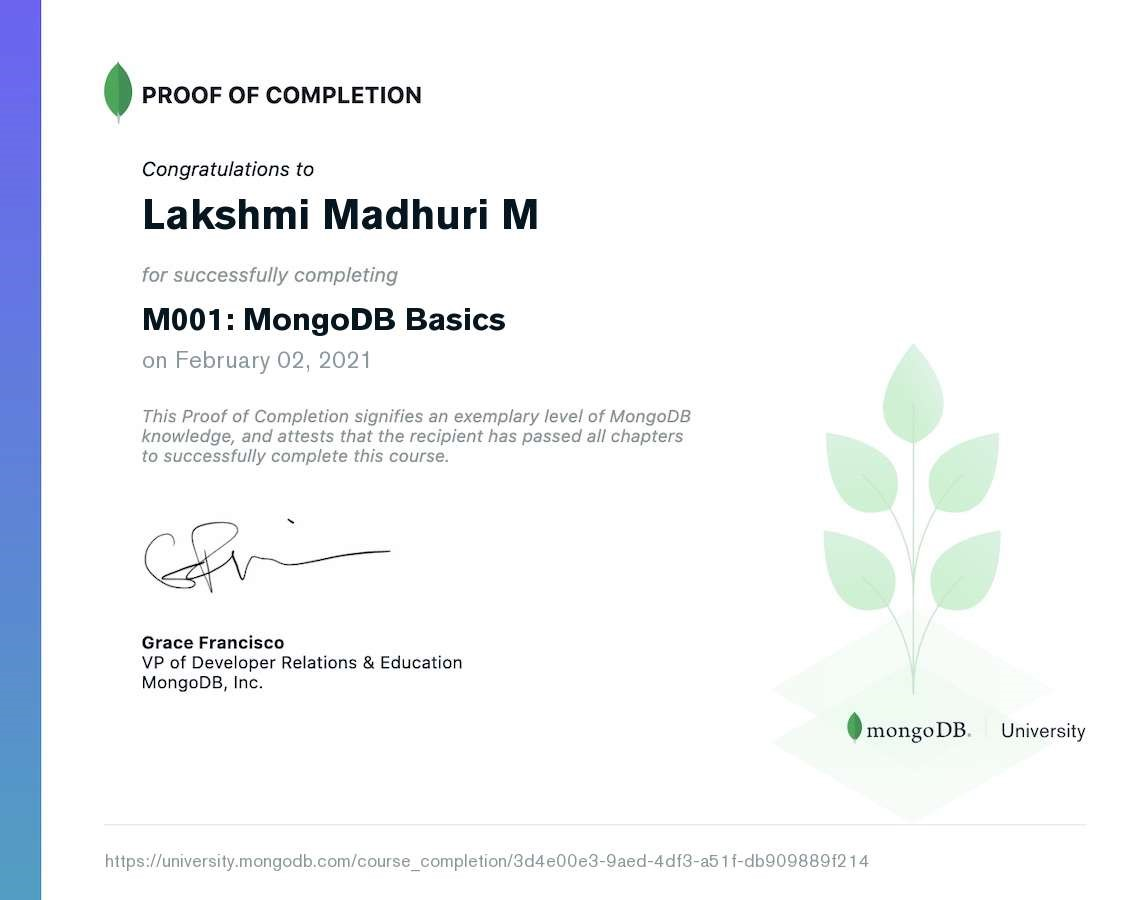 PROOF OF COMPLETION
Congratulations to
Lakshmi Madhuri M
for successfully completing
M001: MongoDB Basics
on February 02, 2021
This Proof of Completion signifies an exemplary level of MongoDB
knowledge, and attests that the recipient has passed all chapters
to successfully complete this course.
Grace Francisco
VP of Developer Relations & Education
MongoDB, Inc.
mongoDB. University
https://university.mongodb.com/course_completion/3d4e00e3-9aed-4df3-a51f-db909889f214